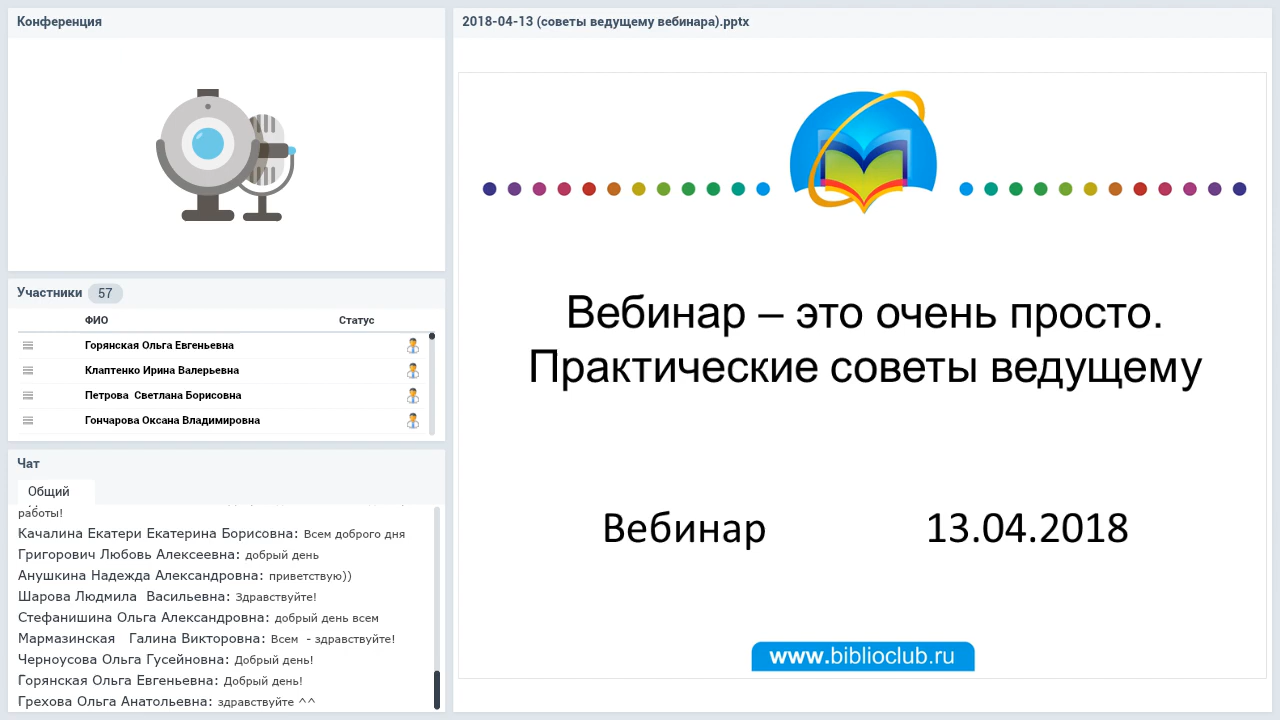 Конференция
Участники 57
ФИО Статус
Горянская Ольга Евгеньевна
Клаптенко Ирина Валерьевна
Петрова Светлана Борисовна
Гончарова Оксана Владимировна
Чат
Общий
работы!
Качалина Екатери Екатерина Борисовна: Всем доброго дня
Григорович Любовь Алексеевна: добрый день
Анушкина Надежда Александровна: приветствую))
Шарова Людмила Васильевна: Здравствуйте!
Стефанишина Ольга Александровна: добрый день всем
Мармазинская Галина Викторовна: Всем - здравствуйте!
Черноусова Ольга Гусейновна: Добрый день!
Горянская Ольга Евгеньевна: Добрый день!
Грехова Ольга Анатольевна: здравствуйте ^^
2018-04-13 (советы ведущему вебинара).pptx
Вебинар – это очень просто.
Практические советы ведущему
Вебинар 13.04.2018
www.biblioclub.ru